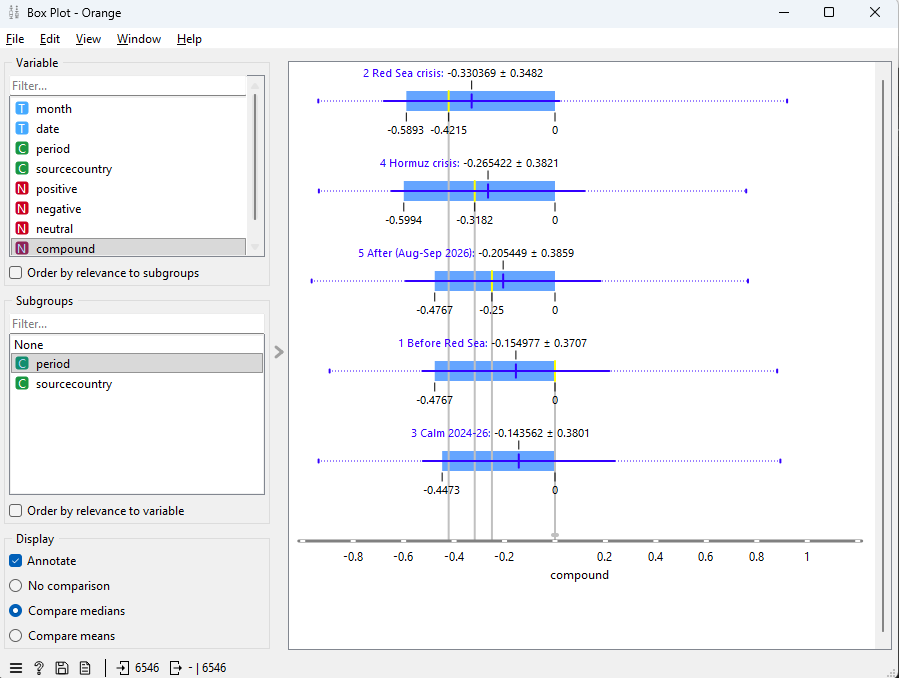 Box Plot - Orange
File Edit View Window Help
Variable
Filter...
T month
T date
C period
C sourcecountry
N positive
N negative
N neutral
N compound
Order by relevance to subgroups
Subgroups
Filter...
None
C period
C sourcecountry
Order by relevance to variable
Display
Annotate
No comparison
Compare medians
Compare means
? 6546 - | 6546
2 Red Sea crisis: -0.330369 ± 0.3482
-0.5893 -0.4215 0
4 Hormuz crisis: -0.265422 ± 0.3821
-0.5994 -0.3182 0
5 After (Aug-Sep 2026): -0.205449 ± 0.3859
-0.4767 -0.25 0
1 Before Red Sea: -0.154977 ± 0.3707
-0.4767 0
3 Calm 2024-26: -0.143562 ± 0.3801
-0.4473 0
-0.8 -0.6 -0.4 -0.2 0.2 0.4 0.6 0.8 1
compound